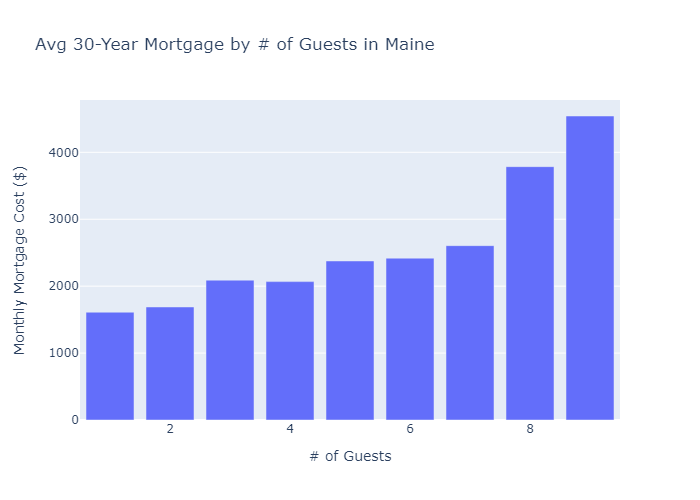 Avg 30-Year Mortgage by # of Guests in Maine
Monthly Mortgage Cost ($)
4000
3000
2000
1000
0
2 4 6 8
# of Guests